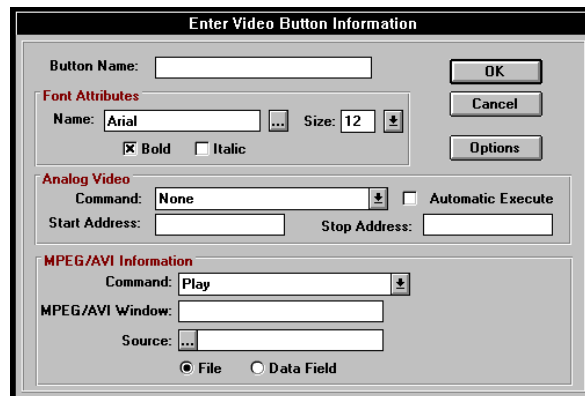 Enter Video Button Information
Button Name:
OK
Font Attributes
Cancel
Name: Arial ... Size: 12
Bold Italic
Options
Analog Video
Command: None Automatic Execute
Start Address: Stop Address:
MPEG/AVI Information
Command: Play
MPEG/AVI Window:
Source: ...
File Data Field